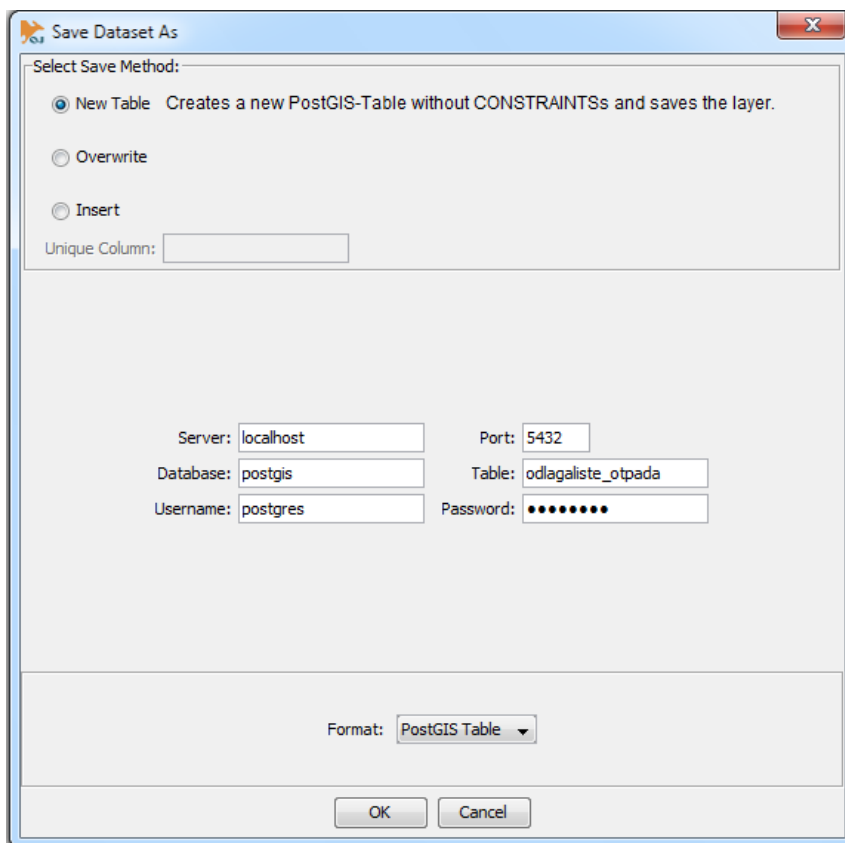 Save Dataset As
Select Save Method:
New Table Creates a new PostGIS-Table without CONSTRAINTSs and saves the layer.
Overwrite
Insert
Unique Column:
Server: localhost Port: 5432
Database: postgis Table: odlagaliste_otpada
Username: postgres Password: ●●●●●●●●
Format: PostGIS Table
OK Cancel